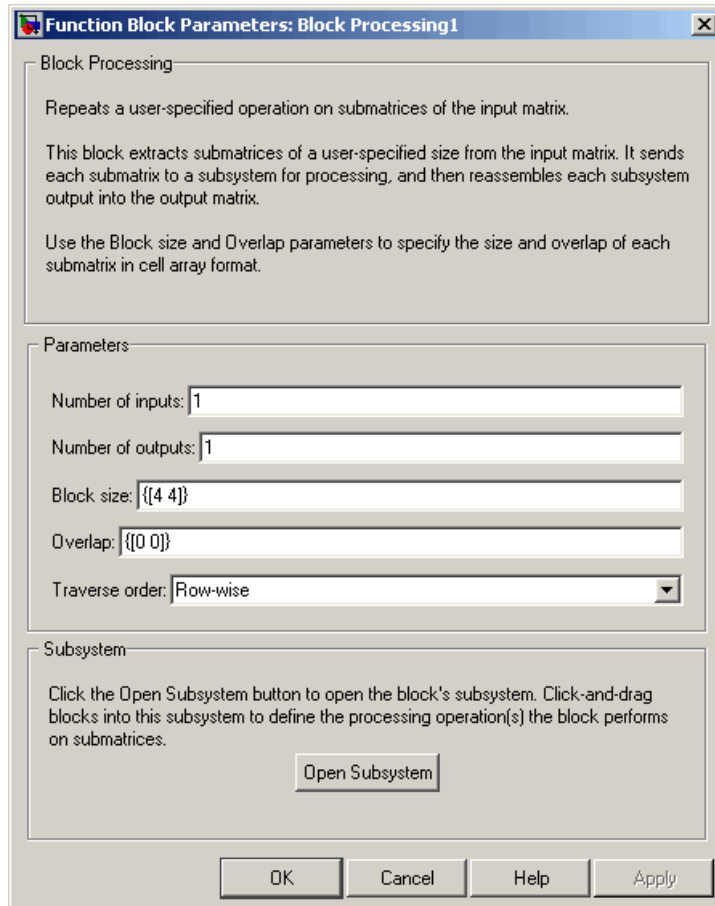 Function Block Parameters: Block Processing1
Block Processing
Repeats a user-specified operation on submatrices of the input matrix.
This block extracts submatrices of a user-specified size from the input matrix. It sends
each submatrix to a subsystem for processing, and then reassembles each subsystem
output into the output matrix.
Use the Block size and Overlap parameters to specify the size and overlap of each
submatrix in cell array format.
Parameters
Number of inputs: 1
Number of outputs: 1
Block size: {[4 4]}
Overlap: {[0 0]}
Traverse order: Row-wise
Subsystem
Click the Open Subsystem button to open the block's subsystem. Click-and-drag
blocks into this subsystem to define the processing operation(s) the block performs
on submatrices.
Open Subsystem
OK Cancel Help Apply